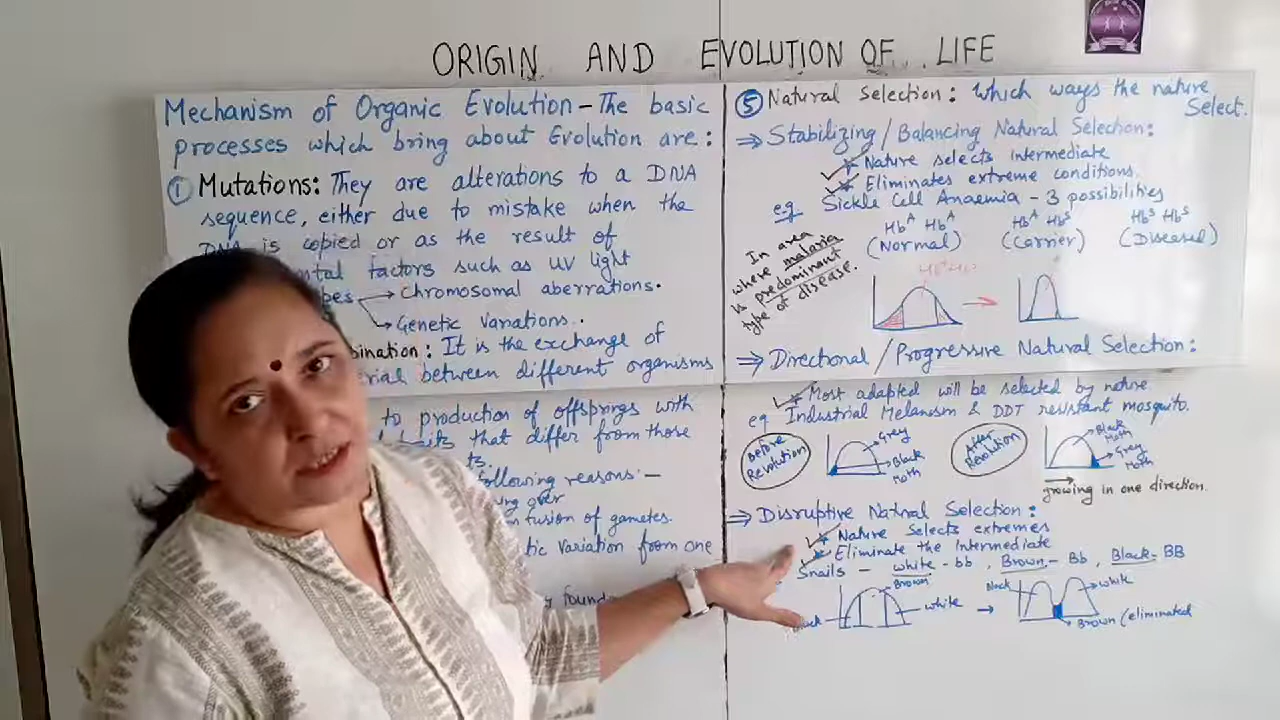 ORIGIN AND EVOLUTION OF LIFE
Mechanism of Organic Evolution - The basic
processes which bring about Evolution are:
① Mutations: They are alterations to a DNA
sequence, either due to mistake when the
DNA is copied or as the result of
factors such as UV light
Chromosomal aberrations.
Genetic Variations.
: It is the exchange of
between different organisms
to production of offsprings with
that differ from those
following reasons:-
over
fusion of gametes.
Variation from one
⑤ Natural Selection: Which ways the nature
Select.
⇒ Stabilizing / Balancing Natural Selection:
* Nature selects intermediate
* Eliminates extreme conditions.
eg Sickle Cell Anaemia - 3 possibilities
Hb^A Hb^A Hb^A Hb^S Hb^S Hb^S
(Normal) (Carrier) (Diseased)
In area
where malaria
is predominant
type of disease.
⇒ Directional / Progressive Natural Selection:
* Most adapted will be selected by nature
eg Industrial Melanism & DDT resistant mosquito.
Before
Revolution
Grey
Black
Moth
After
Revolution
Black
Moth
Grey
Moth
growing in one direction.
⇒ Disruptive Natural Selection:
* Nature Selects extremes
* Eliminate the Intermediate
Snails - white - bb, Brown - Bb, Black - BB
Brown
white
→
white
Brown (eliminated